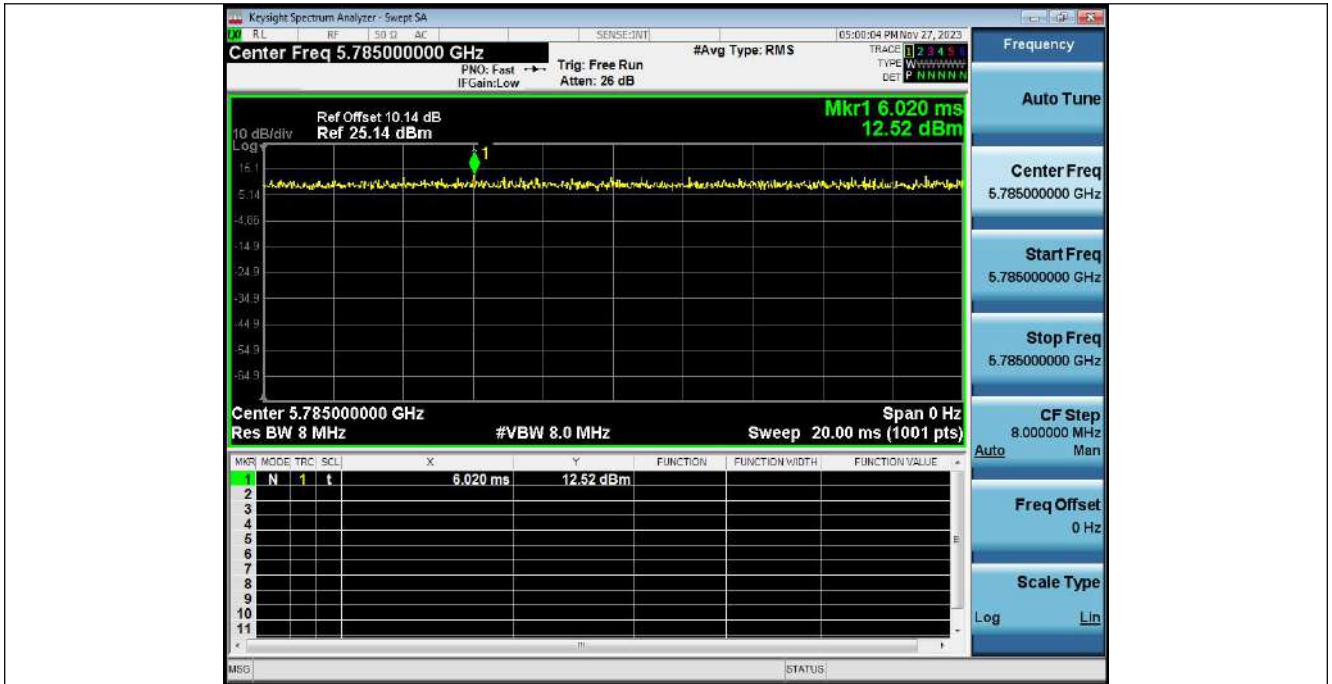 Keysight Spectrum Analyzer - Swept SA
RL RF 50 Ω AC SENSE:INT 05:00:04 PM Nov 27, 2023
Center Freq 5.785000000 GHz #Avg Type: RMS TRACE 1 2 3 4 5 6
PNO: Fast Trig: Free Run TYPE WWWWWW
IFGain:Low Atten: 26 dB DET P N N N N N
Mkr1 6.020 ms
12.52 dBm
Ref Offset 10.14 dB
10 dB/div Ref 25.14 dBm
Log
1
16.1
5.14
-4.86
-14.9
-24.9
-34.9
-44.9
-54.9
-64.9
Center 5.785000000 GHz Span 0 Hz
Res BW 8 MHz #VBW 8.0 MHz Sweep 20.00 ms (1001 pts)
MKR MODE TRC SCL X Y FUNCTION FUNCTION WIDTH FUNCTION VALUE
1 N 1 t 6.020 ms 12.52 dBm
2
3
4
5
6
7
8
9
10
11
MSG STATUS
Frequency
Auto Tune
Center Freq
5.785000000 GHz
Start Freq
5.785000000 GHz
Stop Freq
5.785000000 GHz
CF Step
8.000000 MHz
Auto Man
Freq Offset
0 Hz
Scale Type
Log Lin